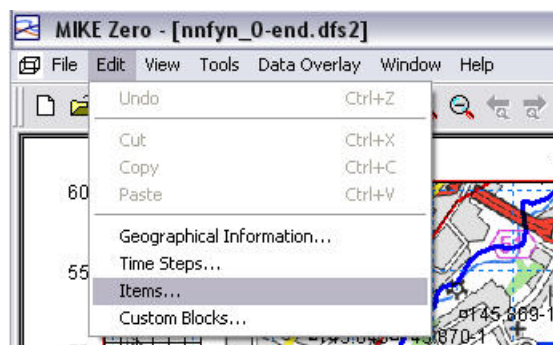 MIKE Zero - [nnfyn_0-end.dfs2]
File Edit View Tools Data Overlay Window Help
Undo Ctrl+Z
Cut Ctrl+X
Copy Ctrl+C
Paste Ctrl+V
Geographical Information...
Time Steps...
Items...
Custom Blocks...
60
55